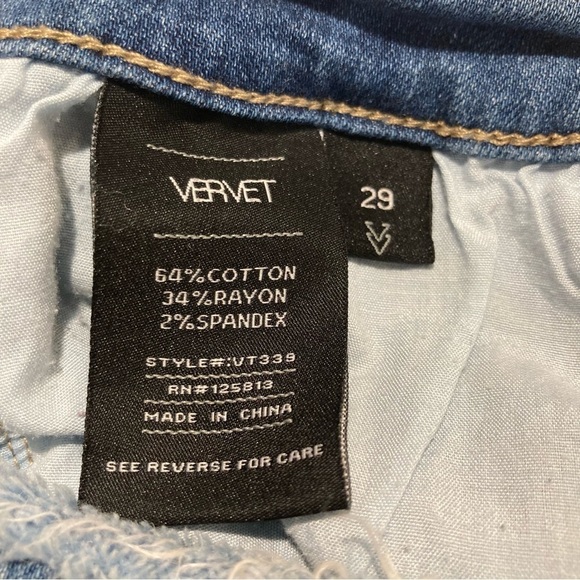 VERVET
29
64%COTTON
34%RAYON
2%SPANDEX
STYLE#:VT339
RN#125813
MADE IN CHINA
SEE REVERSE FOR CARE